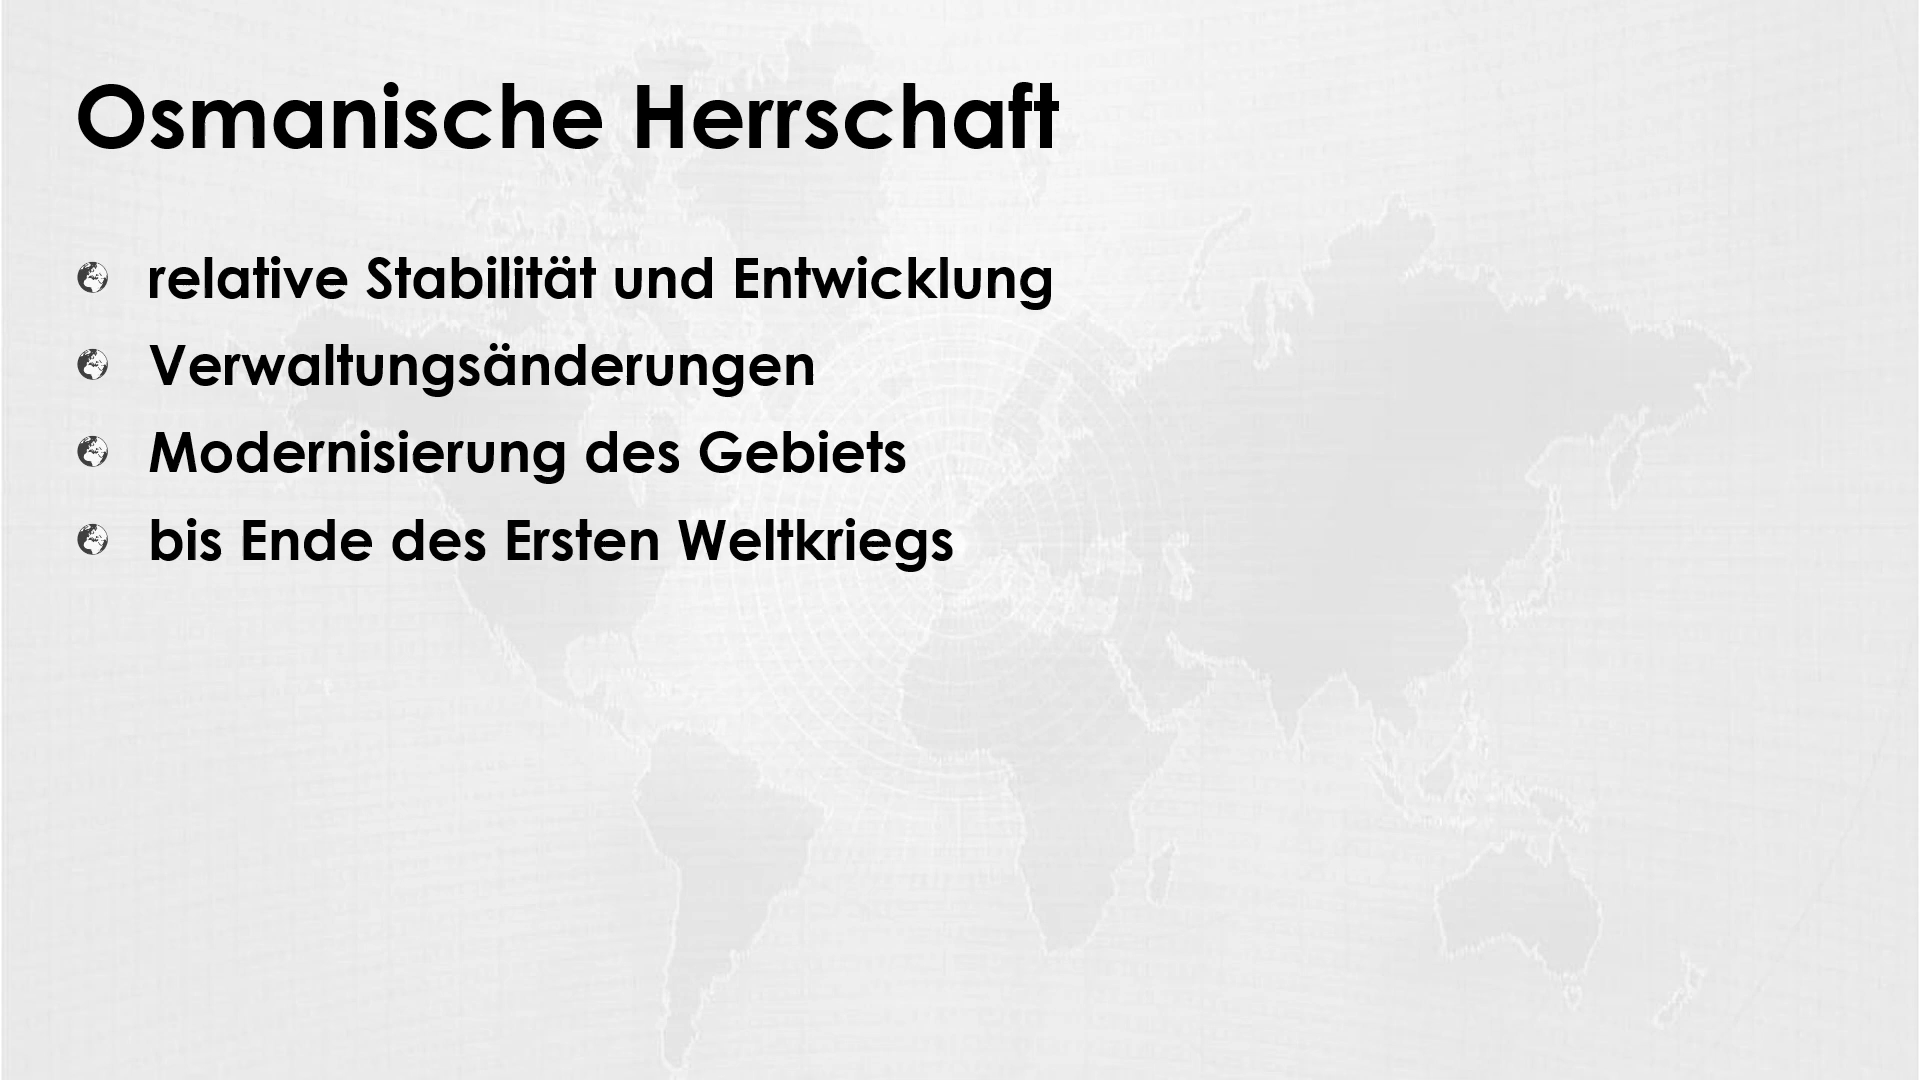 Osmanische Herrschaft
relative Stabilität und Entwicklung
Verwaltungsänderungen
Modernisierung des Gebiets
bis Ende des Ersten Weltkriegs